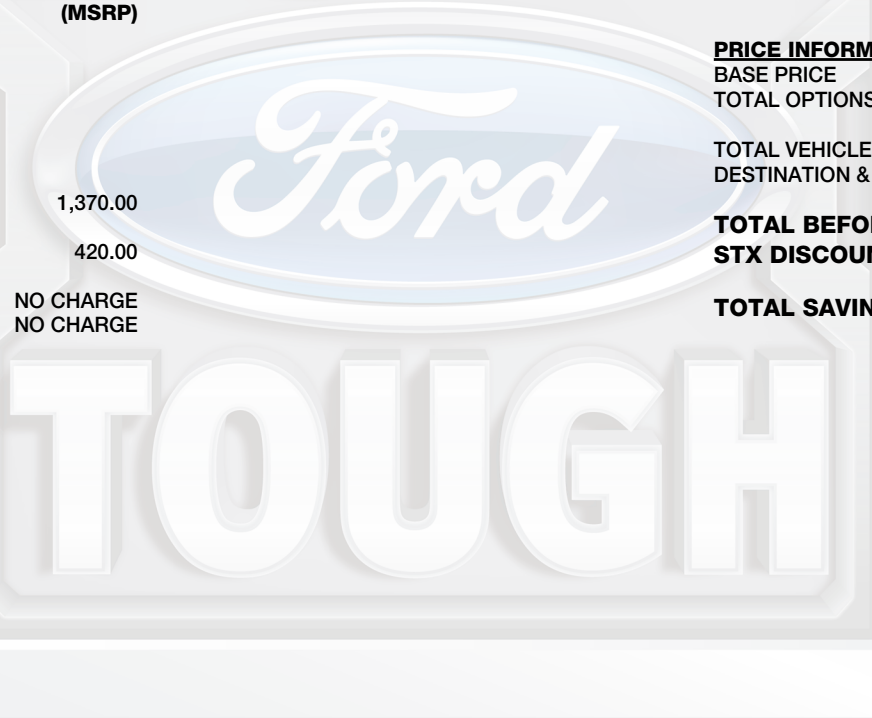 (MSRP)
1,370.00
420.00
NO CHARGE
NO CHARGE
PRICE INFORM
BASE PRICE
TOTAL OPTIONS
TOTAL VEHICLE
DESTINATION &
TOTAL BEFO
STX DISCOU
TOTAL SAVIN
Ford
TOUGH